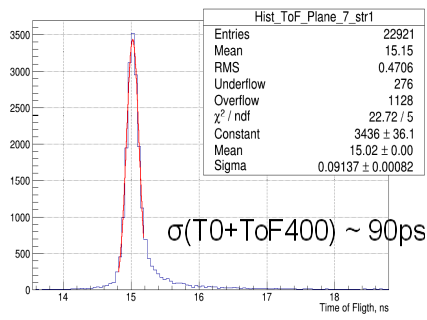 Hist_ToF_Plane_7_str1
Entries 22921
Mean 15.15
RMS 0.4706
Underflow 276
Overflow 1128
χ² / ndf 22.72 / 5
Constant 3436 ± 36.1
Mean 15.02 ± 0.00
Sigma 0.09137 ± 0.00082
3500
3000
2500
2000
1500
1000
500
0
σ(T0+ToF400) ~ 90ps
14 15 16 17 18
Time of Fligth, ns